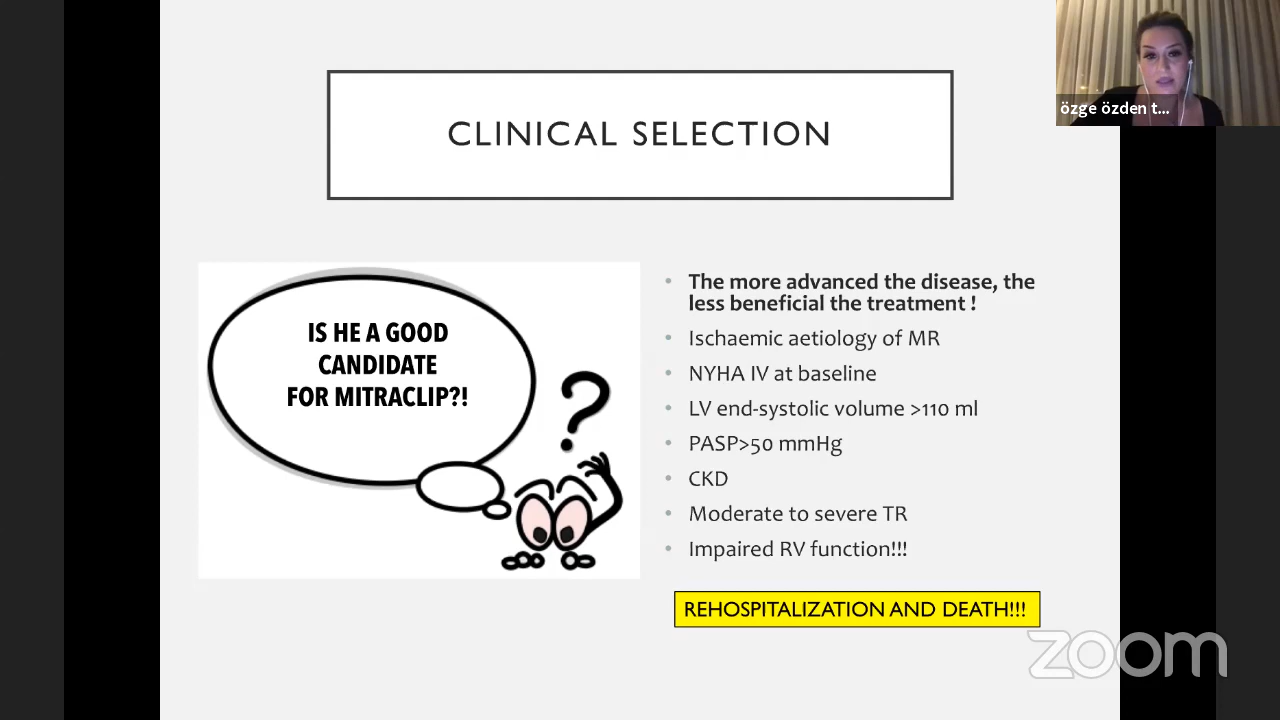 CLINICAL SELECTION
IS HE A GOOD
CANDIDATE
FOR MITRACLIP?!
?
• The more advanced the disease, the
less beneficial the treatment !
• Ischaemic aetiology of MR
• NYHA IV at baseline
• LV end-systolic volume >110 ml
• PASP>50 mmHg
• CKD
• Moderate to severe TR
• Impaired RV function!!!
REHOSPITALIZATION AND DEATH!!!
özge özden t...
zoom